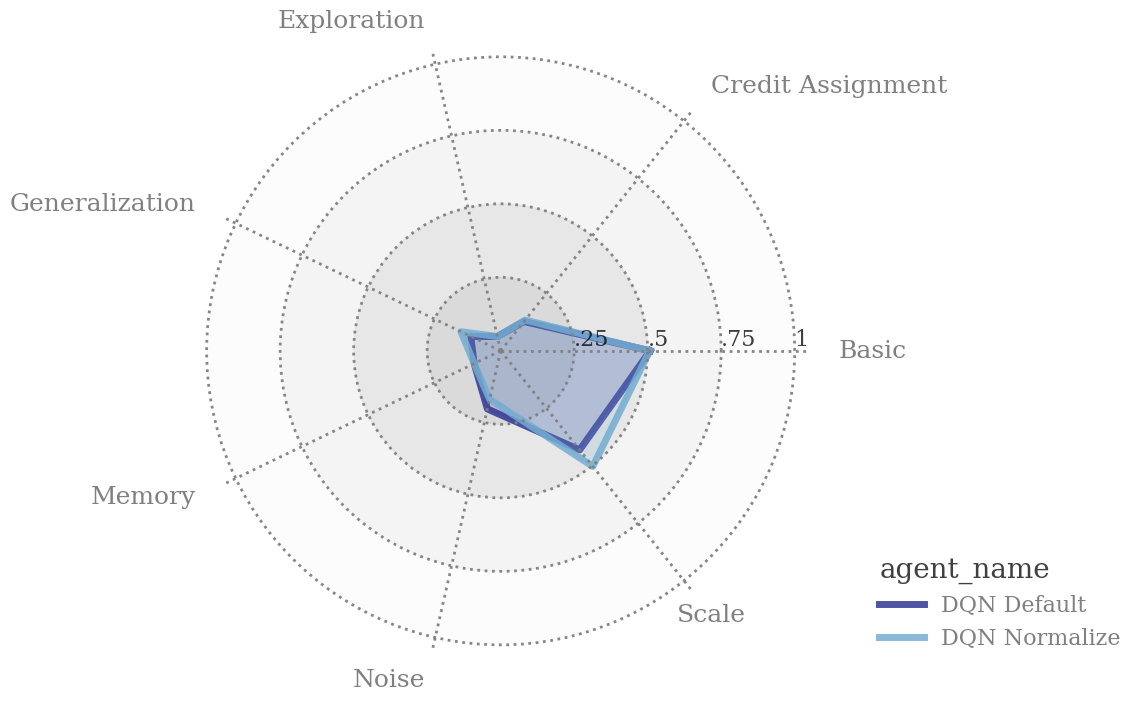 Exploration
Credit Assignment
Generalization
.25
.5
.75
1
Basic
Memory
Scale
Noise
agent_name
DQN Default
DQN Normalize